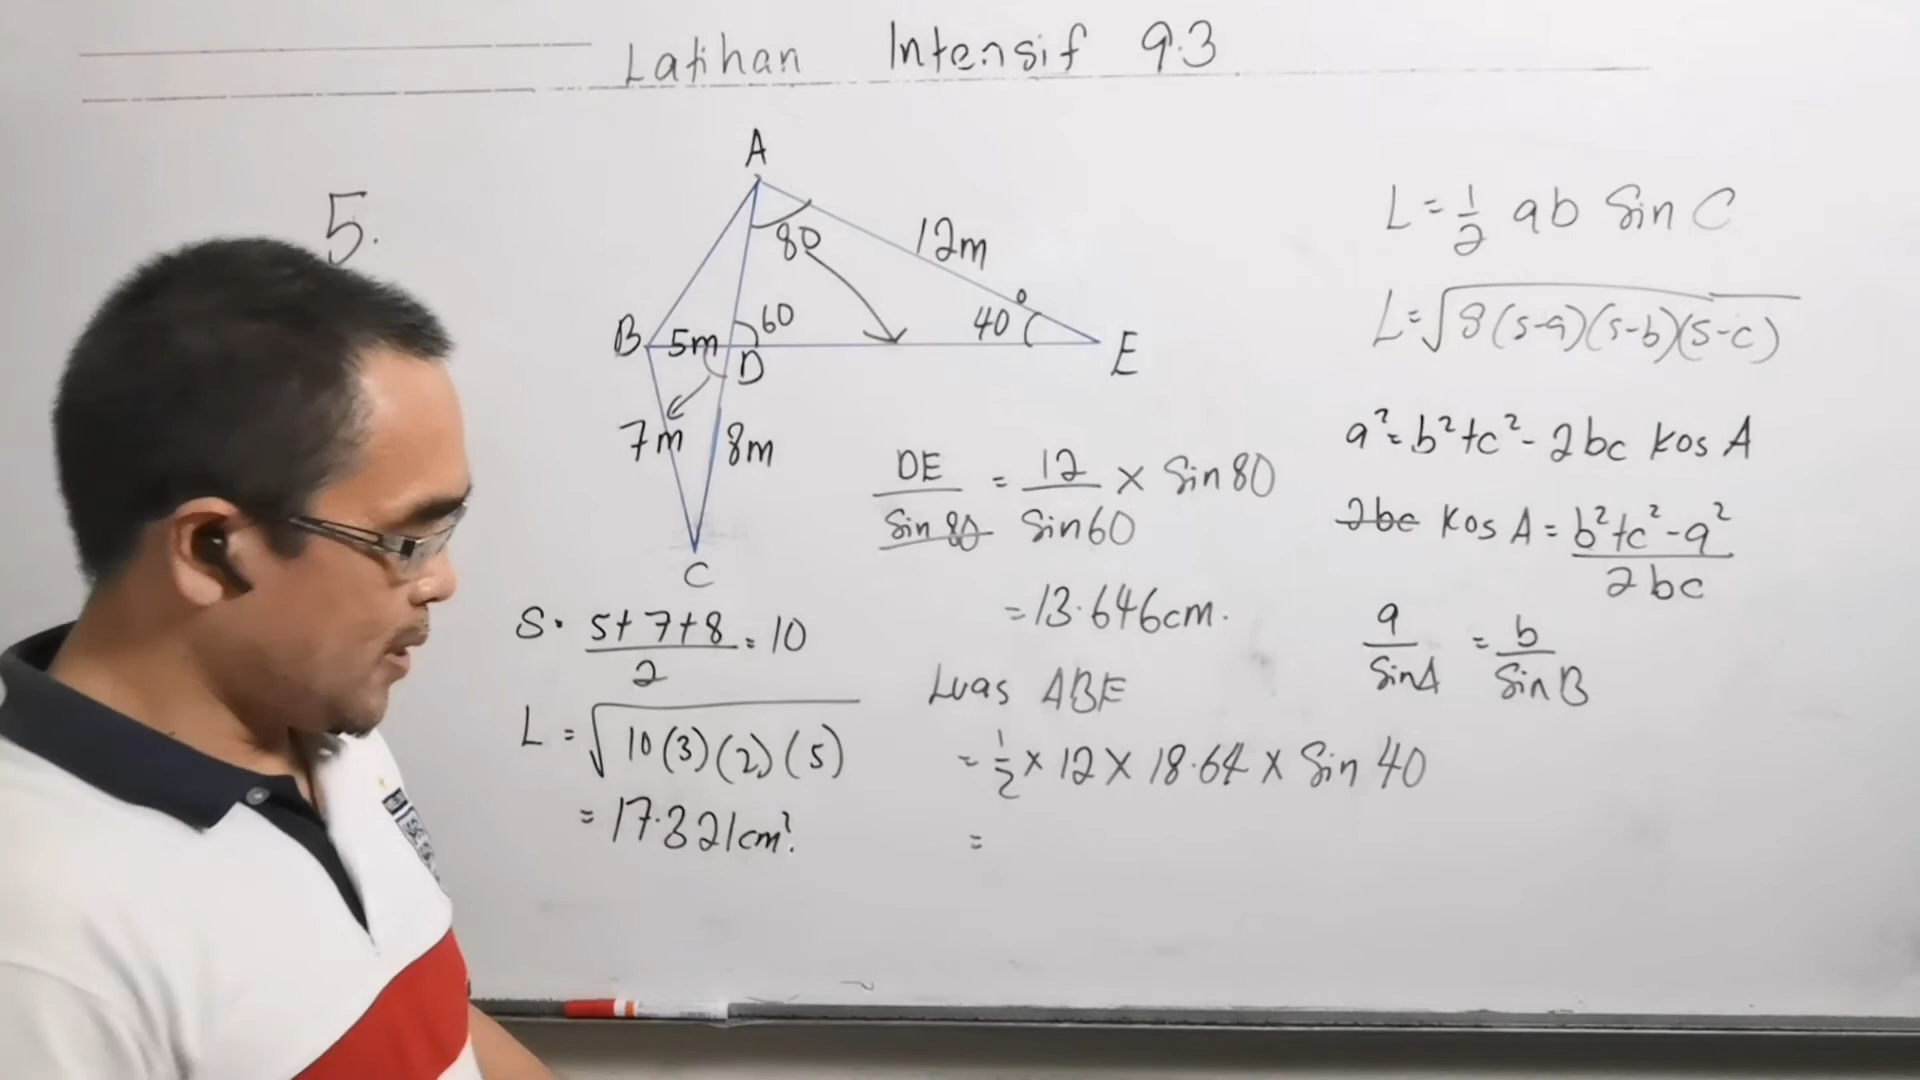 Latihan Intensif 9.3
5.
A
80
12m
B 5m 60 40° E
D
7m 8m
C
S = 5+7+8/2 = 10
L = √10(3)(2)(5)
= 17.321cm².
DE/Sin 80 = 12/Sin60 × Sin 80
= 13.646cm.
Luas ABE
= 1/2 × 12 × 18.64 × Sin 40
=
L = 1/2 ab Sin C
L = √S(s-a)(s-b)(s-c)
a² = b²+c² - 2bc kos A
2bc kos A = b²+c²-a²/2bc
a/SinA = b/Sin B